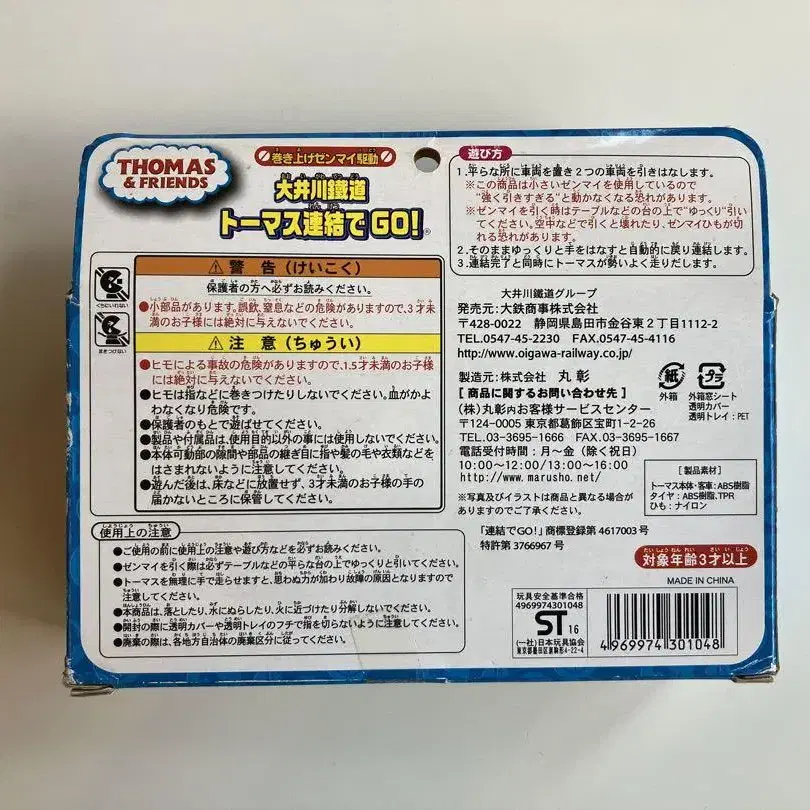 THOMAS
& FRIENDS
巻き上げゼンマイ駆動
大井川鐵道
トーマス連結でGO!®
遊び方
1.平らな所に車両を置き2つの車両を引きはなします。
※この商品は小さいゼンマイを使用しているので
“強く引きすぎる”と動かなくなる恐れがあります。
※ゼンマイを引く時はテーブルなどの台の上で“ゆっくり”引い
てください。空中などで引くと壊れたり、ゼンマイひもが切
れる恐れがあります。
2.そのままゆっくりと手をはなすと自動的に戻り連結します。
3.連結完了と同時にトーマスが勢いよく走りだします。
くちにいれない
まきつけない
⚠警告(けいこく)
保護者の方へ必ずお読みください。
●小部品があります。誤飲、窒息などの危険がありますので、3才未
満のお子様には絶対に与えないでください。
⚠注意(ちゅうい)
●ヒモによる事故の危険がありますので、1.5才未満のお子様
には絶対に与えないでください。
●ヒモは指などに巻きつけたりしないでください。血がかよ
わなくなり危険です。
●保護者のもとで遊ばせてください。
●製品や付属品は、使用目的以外の事には使用しないでください。
●本体可動部の隙間や部品の継ぎ目に指や髪の毛や衣類などを
はさまれないように注意してください。
●遊んだ後は、床などに放置せず、3才未満のお子様の手の
届かないところに保管してください。
大井川鐵道グループ
発売元:大鉄商事株式会社
〒428-0022 静岡県島田市金谷東2丁目1112-2
TEL.0547-45-2230 FAX.0547-45-4116
http://www.oigawa-railway.co.jp/
製造元:株式会社 丸彰
[商品に関するお問い合わせ先]
(株)丸彰内お客様サービスセンター
〒124-0005 東京都葛飾区宝町1-2-26
TEL.03-3695-1666 FAX.03-3695-1667
電話受付時間:月〜金(除く祝日)
10:00〜12:00/13:00〜16:00
http://www.marusho.net/
※写真及びイラストは商品と異なる場合が
ありますのでご了承ください。
紙
外箱
プラ
外箱窓シート
透明カバー
透明トレイ:PET
[製品素材]
トーマス本体・客車:ABS樹脂
タイヤ:ABS樹脂、TPR
ひも:ナイロン
「連結でGO!」商標登録第4617003号
特許第3766967号
対象年齢3才以上
MADE IN CHINA
使用上の注意
●ご使用の前に使用上の注意や遊び方などを必ずお読みください。
●ゼンマイを引く際は必ずテーブルなどの平らな台の上でゆっくりと引いてください。
●トーマスを無理に手で走らせますと、思わぬ力が加わり故障の原因となりますので
注意してください。
●本商品は、落としたり、水にぬらしたり、火に近づけたり分解しないでください。
●開封の際に透明カバーや透明トレイのフチで指を切らないように注意してください。
●廃棄の際は、各地方自治体の廃棄区分に従ってください。
玩具安全基準合格
4969974301048
ST 16
(一社)日本玩具協会
東京都墨田区東駒形4-22-4
4 969974 301048